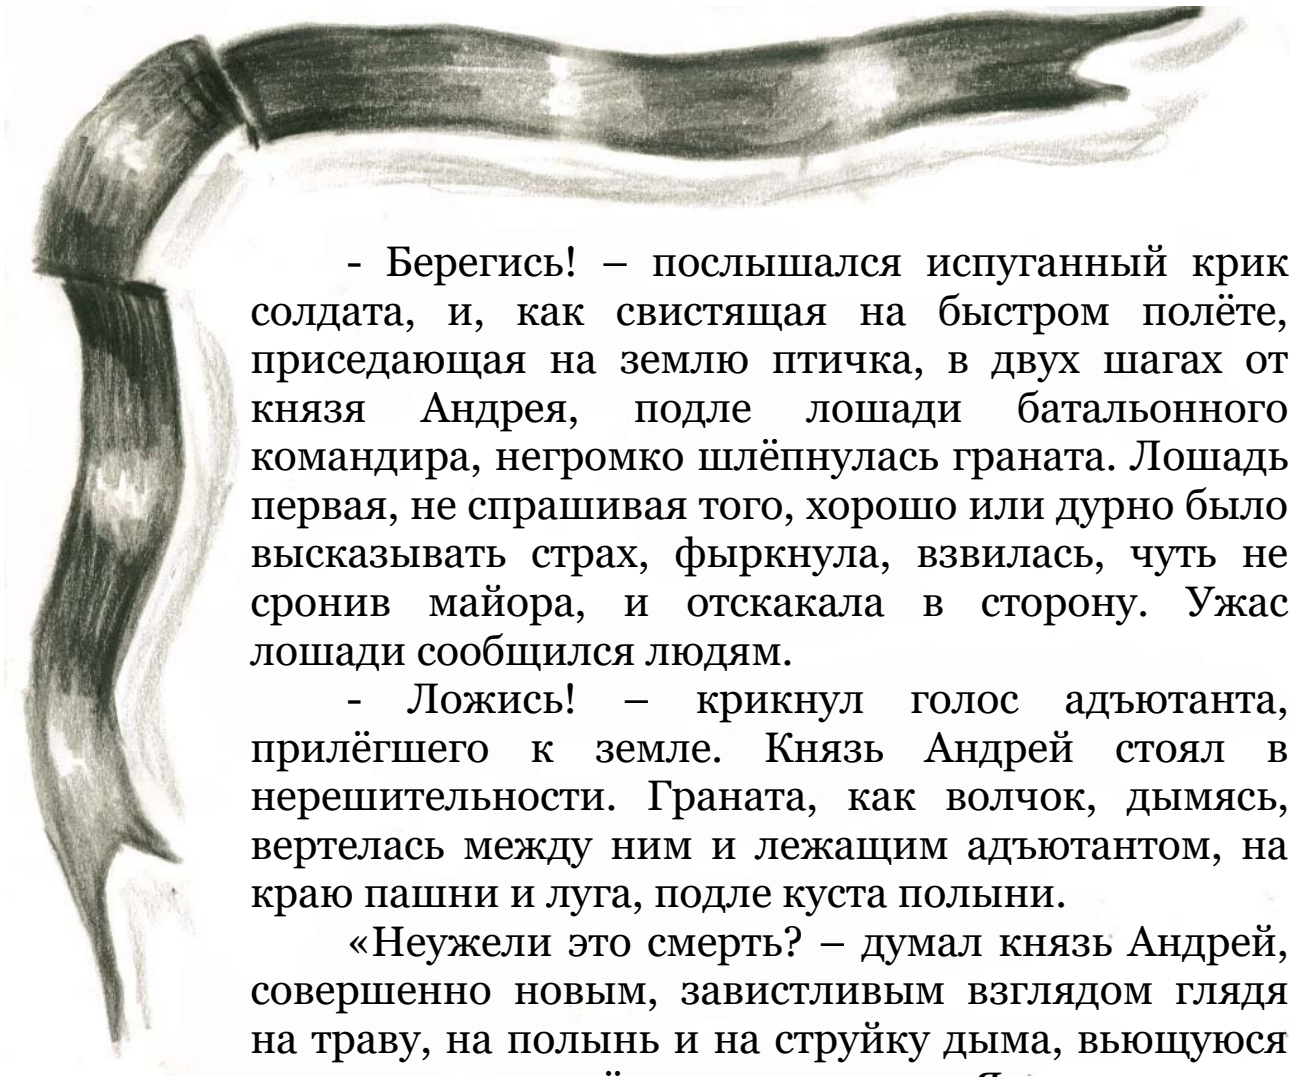 - Берегись! – послышался испуганный крик
солдата, и, как свистящая на быстром полёте,
приседающая на землю птичка, в двух шагах от
князя Андрея, подле лошади батальонного
командира, негромко шлёпнулась граната. Лошадь
первая, не спрашивая того, хорошо или дурно было
высказывать страх, фыркнула, взвилась, чуть не
сронив майора, и отскакала в сторону. Ужас
лошади сообщился людям.
- Ложись! – крикнул голос адъютанта,
прилёгшего к земле. Князь Андрей стоял в
нерешительности. Граната, как волчок, дымясь,
вертелась между ним и лежащим адъютантом, на
краю пашни и луга, подле куста полыни.
«Неужели это смерть? – думал князь Андрей,
совершенно новым, завистливым взглядом глядя
на траву, на полынь и на струйку дыма, вьющуюся